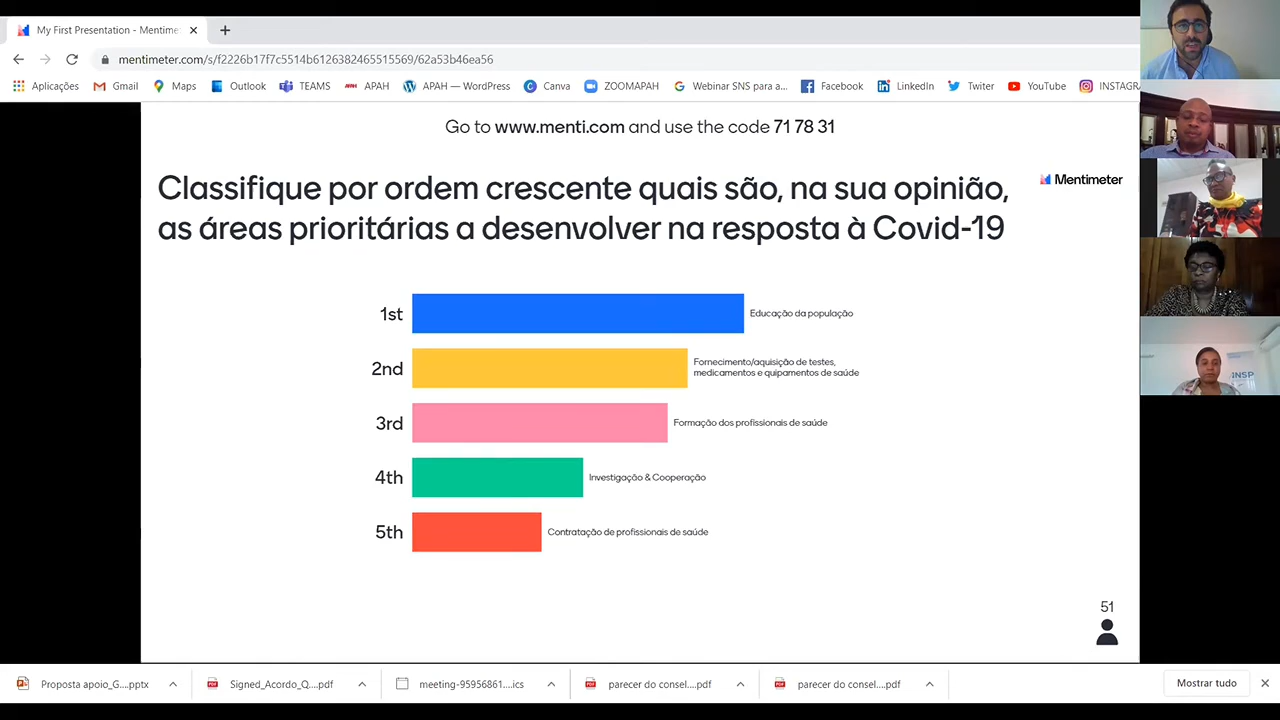 My First Presentation - Mentime
mentimeter.com/s/f2226b17f7c5514b6126382465515569/62a53b46ea56
Aplicações Gmail Maps Outlook TEAMS APAH APAH — WordPress Canva ZOOMAPAH Webinar SNS para a... Facebook LinkedIn Twiter YouTube INSTAGRA
Go to www.menti.com and use the code 71 78 31
Classifique por ordem crescente quais são, na sua opinião,
as áreas prioritárias a desenvolver na resposta à Covid-19
Mentimeter
1st Educação da população
2nd Fornecimento/aquisição de testes,
medicamentos e quipamentos de saúde
3rd Formação dos profissionais de saúde
4th Investigação & Cooperação
5th Contratação de profissionais de saúde
INSP
51
Proposta apoio_G....pptx Signed_Acordo_Q....pdf meeting-95956861....ics parecer do consel....pdf parecer do consel....pdf Mostrar tudo